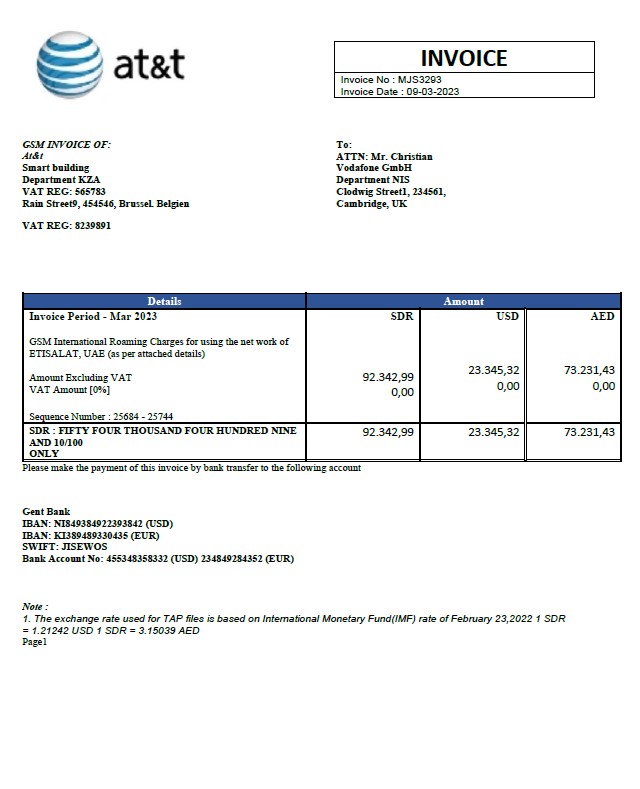 at&t
INVOICE
Invoice No : MJS3293
Invoice Date : 09-03-2023
GSM INVOICE OF:
At&t
Smart building
Department KZA
VAT REG: 565783
Rain Street9, 454546, Brussel. Belgien
VAT REG: 8239891
To:
ATTN: Mr. Christian
Vodafone GmbH
Department NIS
Clodwig Street1, 234561,
Cambridge, UK
Details Amount
Invoice Period - Mar 2023 SDR USD AED
GSM International Roaming Charges for using the net work of
ETISALAT, UAE (as per attached details)
Amount Excluding VAT 92.342,99 23.345,32 73.231,43
VAT Amount [0%] 0,00 0,00 0,00
Sequence Number : 25684 - 25744
SDR : FIFTY FOUR THOUSAND FOUR HUNDRED NINE 92.342,99 23.345,32 73.231,43
AND 10/100
ONLY
Please make the payment of this invoice by bank transfer to the following account
Gent Bank
IBAN: NI849384922393842 (USD)
IBAN: KI389489330435 (EUR)
SWIFT: JISEWOS
Bank Account No: 455348358332 (USD) 234849284352 (EUR)
Note :
1. The exchange rate used for TAP files is based on International Monetary Fund(IMF) rate of February 23,2022 1 SDR
= 1.21242 USD 1 SDR = 3.15039 AED
Page1